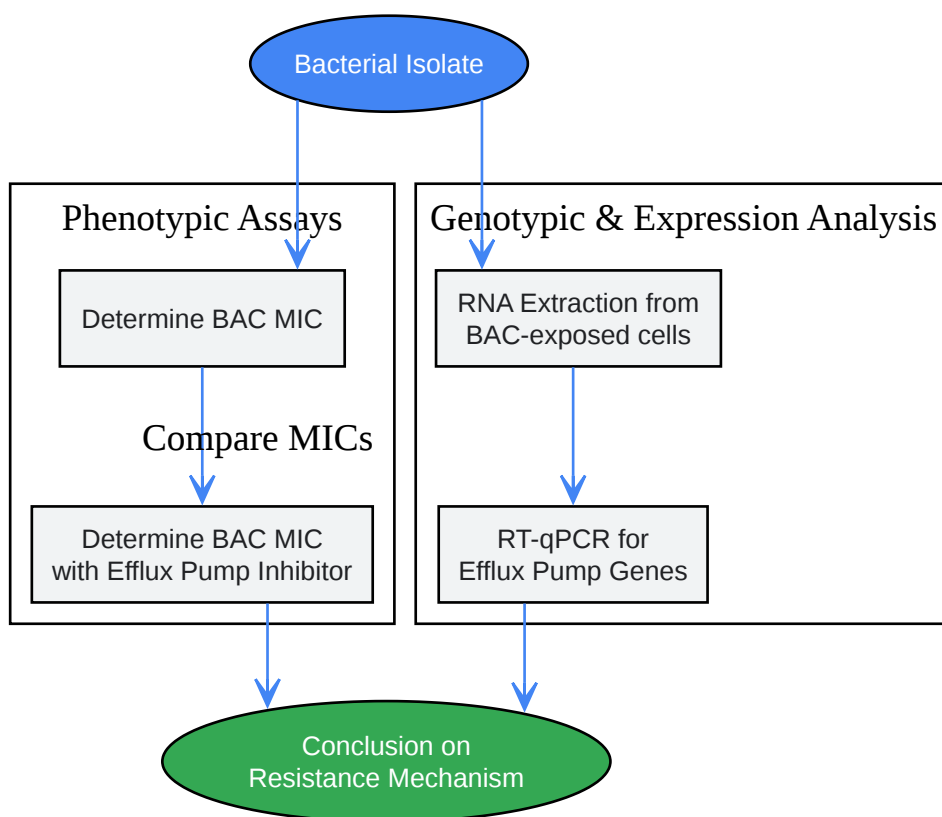 Bacterial Isolate
Phenotypic Assays
Determine BAC MIC
Compare MICs
Determine BAC MIC
with Efflux Pump Inhibitor
Genotypic & Expression Analysis
RNA Extraction from
BAC-exposed cells
RT-qPCR for
Efflux Pump Genes
Conclusion on
Resistance Mechanism